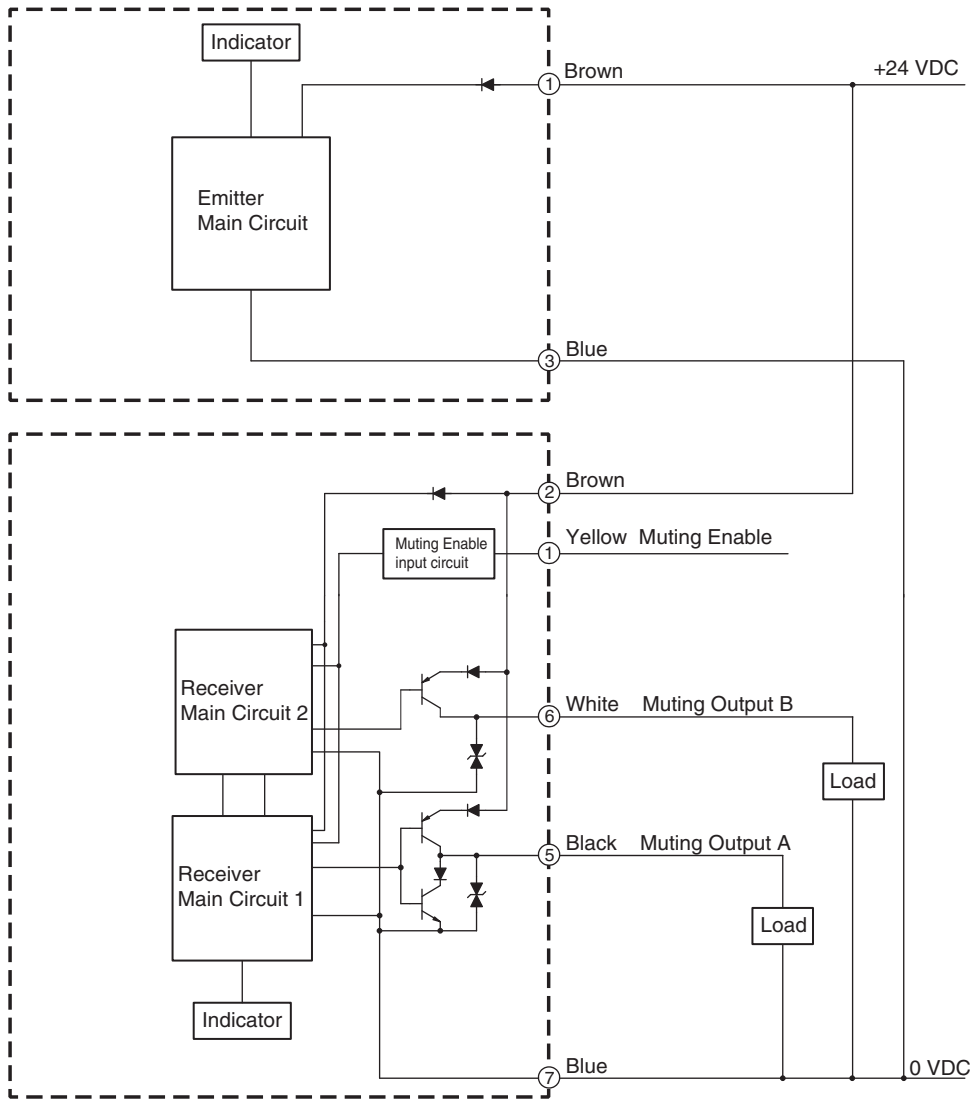 Indicator
Emitter
Main Circuit
1 Brown
+24 VDC
3 Blue
2 Brown
Muting Enable
input circuit
1 Yellow Muting Enable
Receiver
Main Circuit 2
6 White Muting Output B
Load
Receiver
Main Circuit 1
5 Black Muting Output A
Load
Indicator
7 Blue
0 VDC